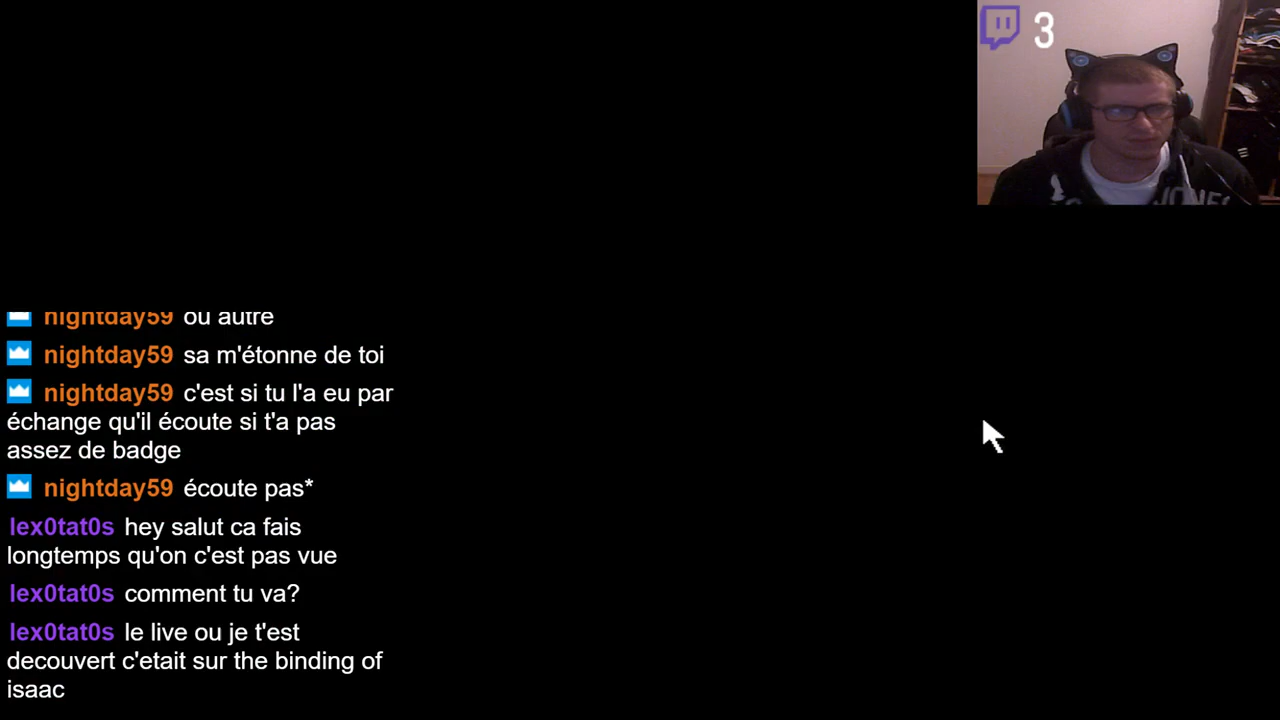 3
JONES
nightday59 ou autre
nightday59 sa m'étonne de toi
nightday59 c'est si tu l'a eu par
échange qu'il écoute si t'a pas
assez de badge
nightday59 écoute pas*
lex0tat0s hey salut ca fais
longtemps qu'on c'est pas vue
lex0tat0s comment tu va?
lex0tat0s le live ou je t'est
decouvert c'etait sur the binding of
isaac